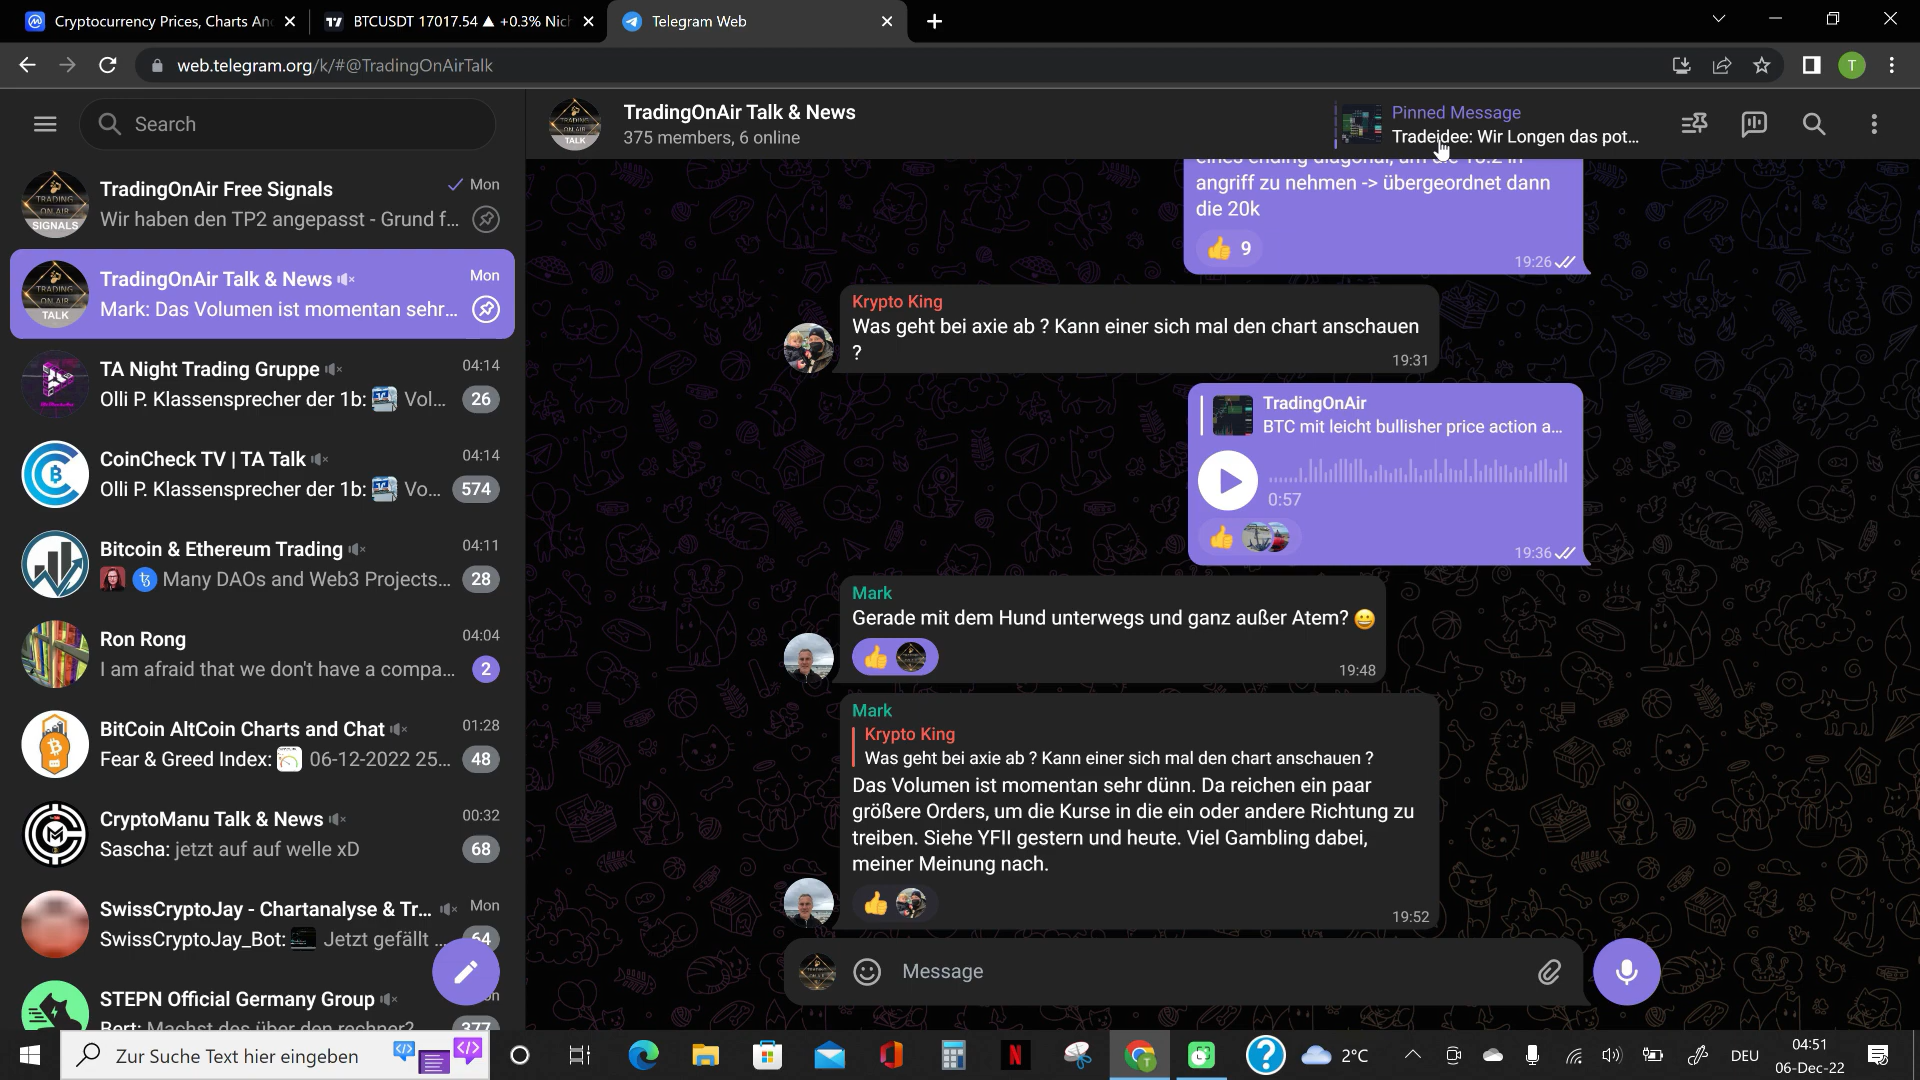 Cryptocurrency Prices, Charts An
BTCUSDT 17017.54 ▲ +0.3% Nic
Telegram Web
web.telegram.org/k/#@TradingOnAirTalk
T
Search
TradingOnAir Talk & News
375 members, 6 online
Pinned Message
Tradeidee: Wir Longen das pot...
TradingOnAir Free Signals
Mon
Wir haben den TP2 angepasst - Grund f...
TradingOnAir Talk & News
Mon
Mark: Das Volumen ist momentan sehr...
TA Night Trading Gruppe
04:14
Olli P. Klassensprecher der 1b: Vol...
26
CoinCheck TV | TA Talk
04:14
Olli P. Klassensprecher der 1b: Vo...
574
Bitcoin & Ethereum Trading
04:11
Many DAOs and Web3 Projects...
28
Ron Rong
04:04
I am afraid that we don't have a compa...
2
BitCoin AltCoin Charts and Chat
01:28
Fear & Greed Index: 06-12-2022 25...
48
CryptoManu Talk & News
00:32
Sascha: jetzt auf auf welle xD
68
SwissCryptoJay - Chartanalyse & Tr...
Mon
SwissCryptoJay_Bot: Jetzt gefällt ...
64
STEPN Official Germany Group
Bert: Machst des über den rechner?
377
eines ending diagonal, um die 18.2 in
angriff zu nehmen -> übergeordnet dann
die 20k
9
19:26
Krypto King
Was geht bei axie ab ? Kann einer sich mal den chart anschauen
?
19:31
TradingOnAir
BTC mit leicht bullisher price action a...
0:57
19:36
Mark
Gerade mit dem Hund unterwegs und ganz außer Atem? 😀
19:48
Mark
Krypto King
Was geht bei axie ab ? Kann einer sich mal den chart anschauen ?
Das Volumen ist momentan sehr dünn. Da reichen ein paar
größere Orders, um die Kurse in die ein oder andere Richtung zu
treiben. Siehe YFII gestern und heute. Viel Gambling dabei,
meiner Meinung nach.
19:52
Message
Zur Suche Text hier eingeben
2°C
DEU
04:51
06-Dec-22